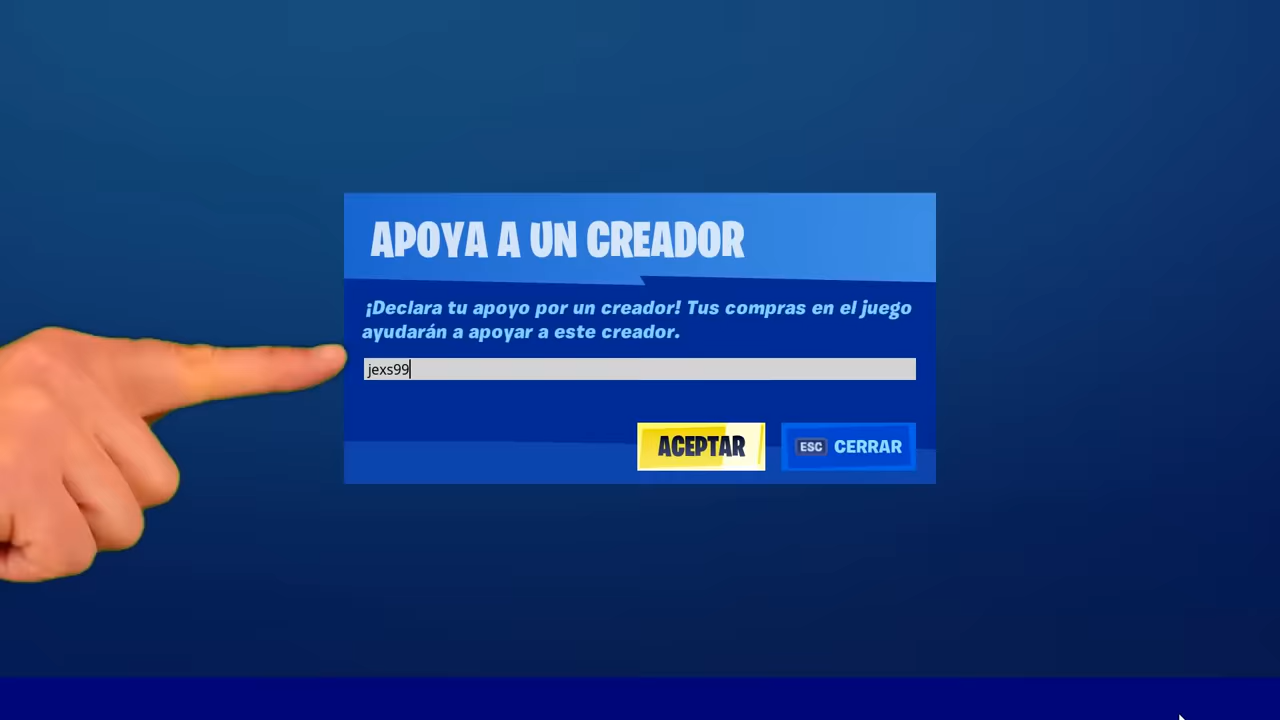 APOYA A UN CREADOR
¡Declara tu apoyo por un creador! Tus compras en el juego
ayudarán a apoyar a este creador.
jexs99
ACEPTAR
ESC CERRAR